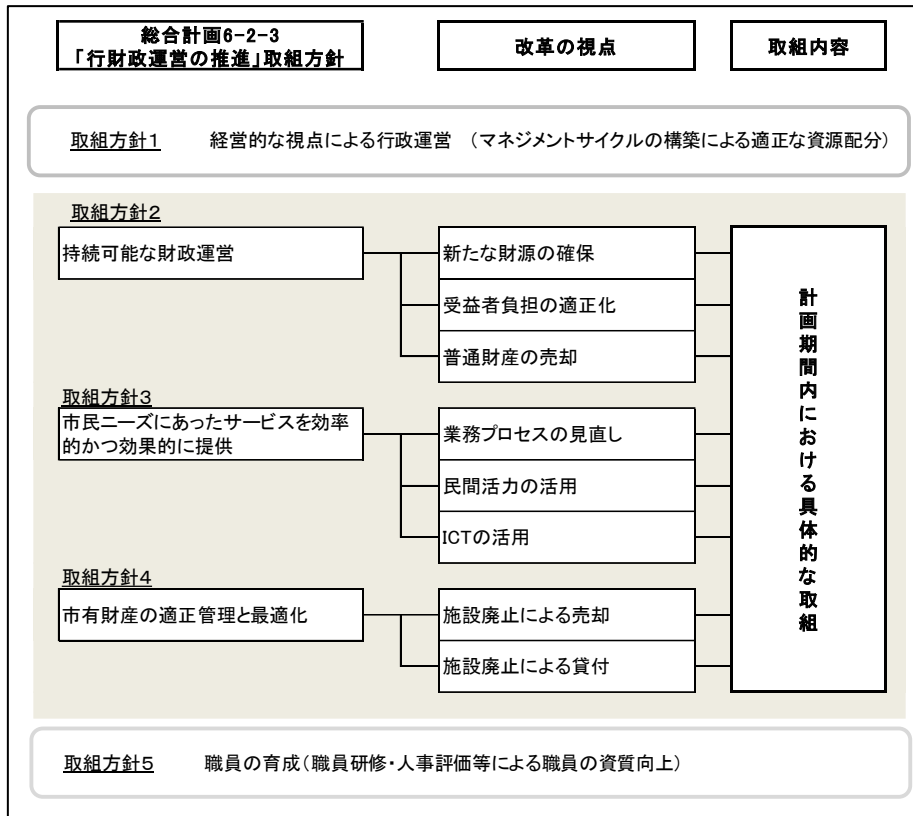 総合計画6-2-3
「行財政運営の推進」取組方針
改革の視点
取組内容
取組方針1　経営的な視点による行政運営　（マネジメントサイクルの構築による適正な資源配分）
取組方針2
持続可能な財政運営
新たな財源の確保
受益者負担の適正化
普通財産の売却
取組方針3
市民ニーズにあったサービスを効率
的かつ効果的に提供
業務プロセスの見直し
民間活力の活用
ICTの活用
取組方針4
市有財産の適正管理と最適化
施設廃止による売却
施設廃止による貸付
計画期間内における具体的な取組
取組方針5　職員の育成（職員研修・人事評価等による職員の資質向上）